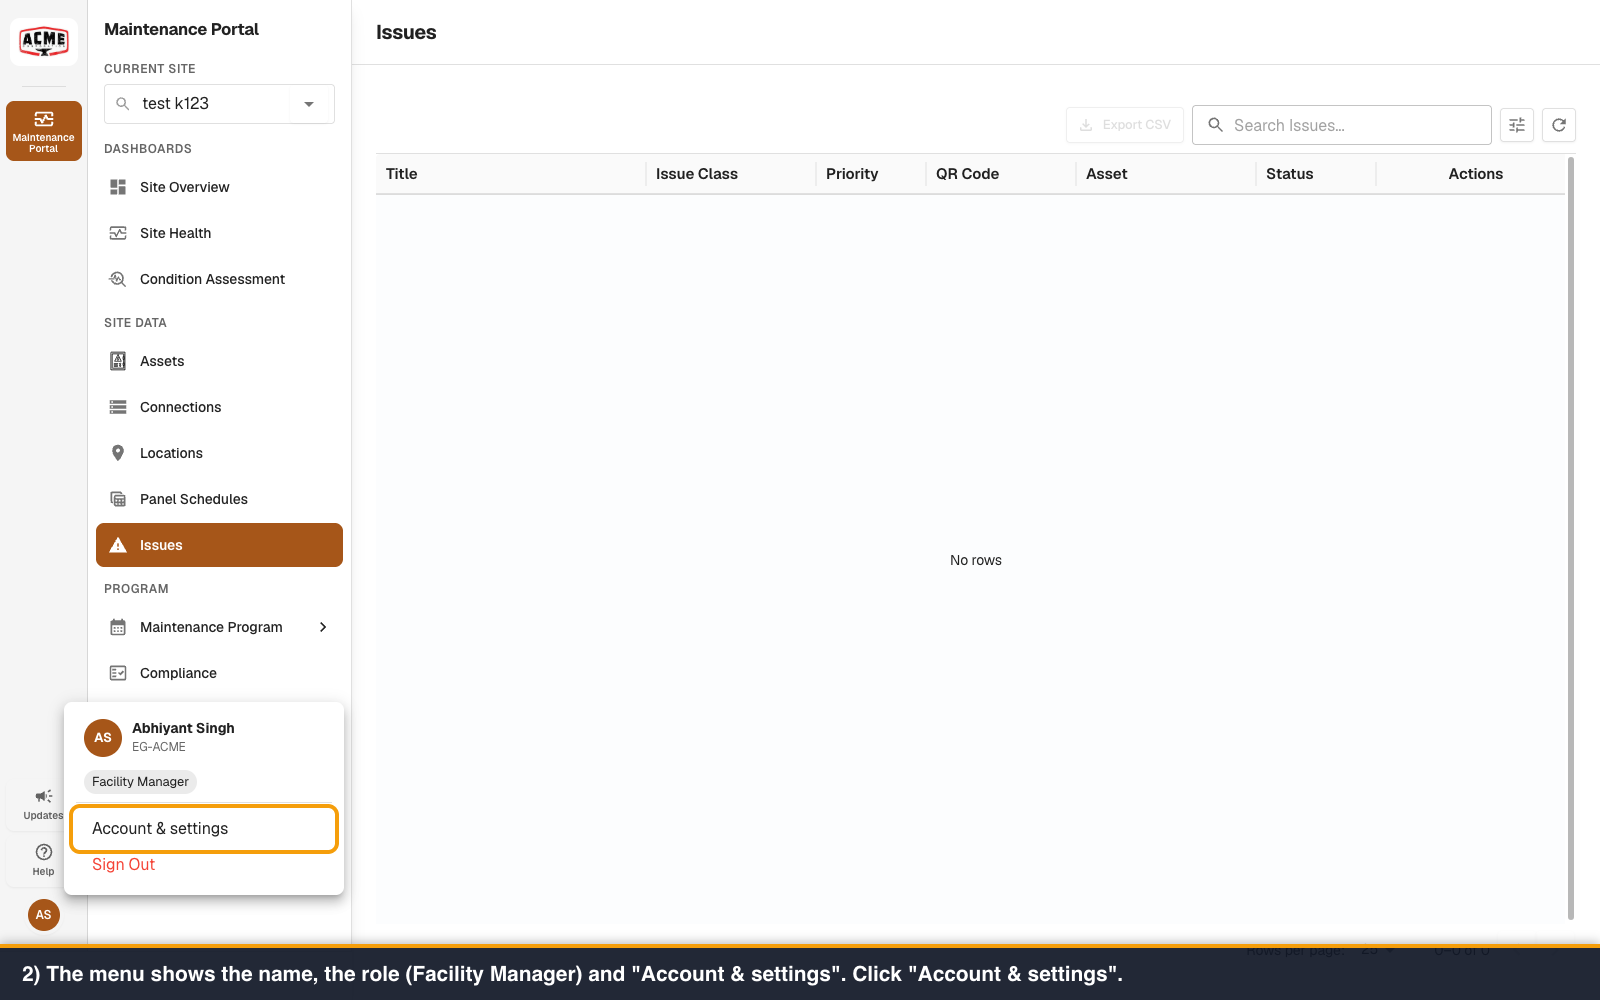 ACME
Maintenance Portal
Maintenance Portal
CURRENT SITE
test k123
DASHBOARDS
Site Overview
Site Health
Condition Assessment
SITE DATA
Assets
Connections
Locations
Panel Schedules
Issues
PROGRAM
Maintenance Program
Compliance
AS
Abhiyant Singh
EG-ACME
Facility Manager
Account & settings
Sign Out
Updates
Help
AS
Issues
Export CSV
Search Issues...
Title Issue Class Priority QR Code Asset Status Actions
No rows
2) The menu shows the name, the role (Facility Manager) and "Account & settings". Click "Account & settings".